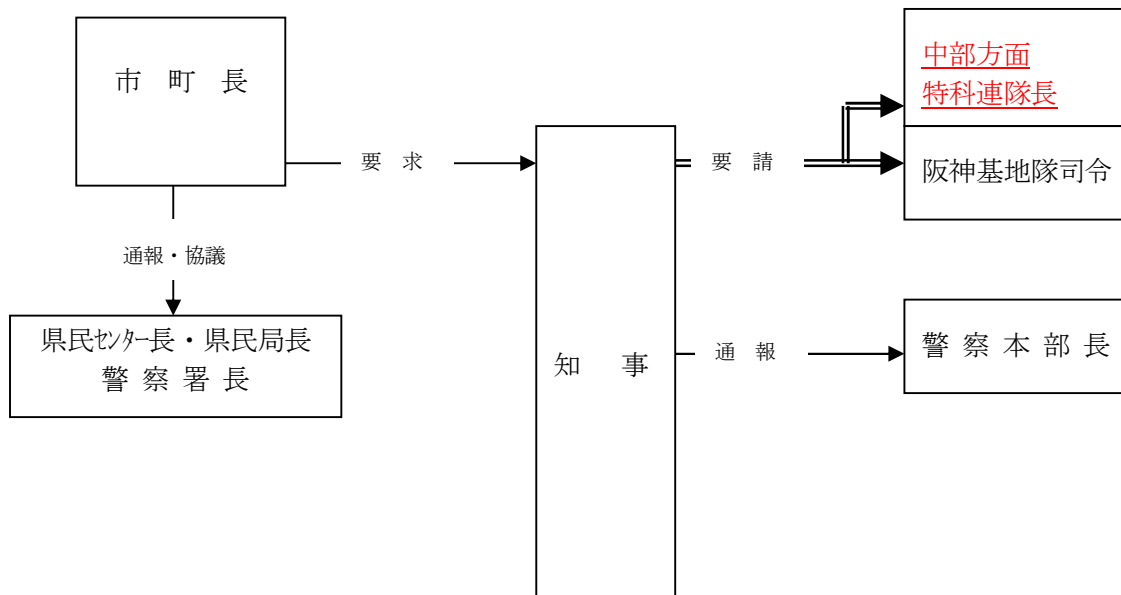 市 町 長
要 求
通報・協議
県民ｾﾝﾀｰ長・県民局長
警 察 署 長
知 事
要 請
中部方面
特科連隊長
阪神基地隊司令
通 報
警 察 本 部 長